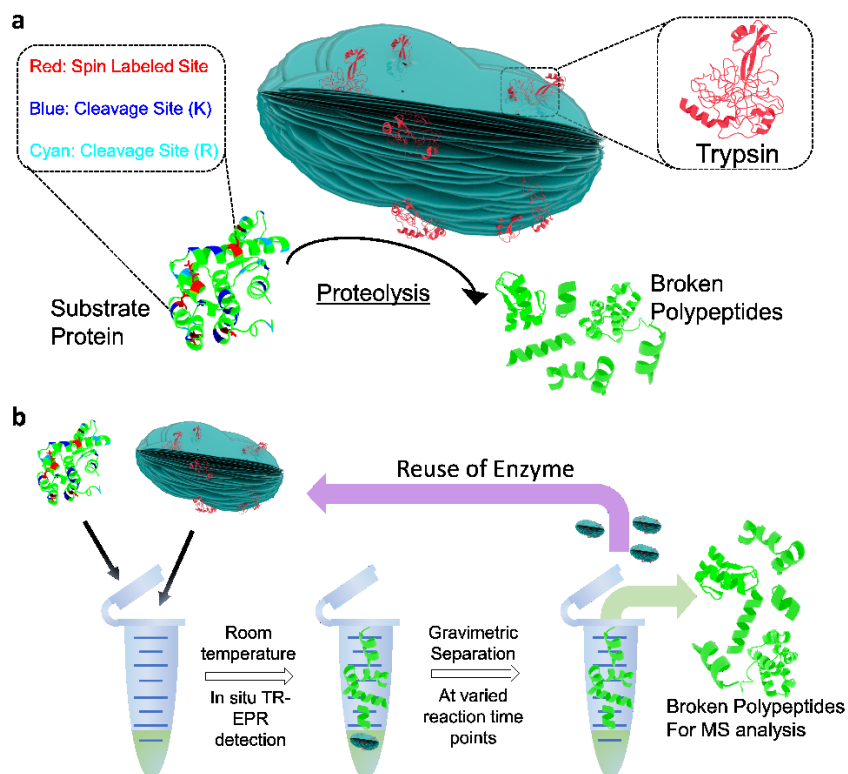 a
Red: Spin Labeled Site
Blue: Cleavage Site (K)
Cyan: Cleavage Site (R)
Trypsin
Substrate
Protein
Proteolysis
Broken
Polypeptides
b
Reuse of Enzyme
Room
temperature
In situ TR-
EPR
detection
Gravimetric
Separation
At varied
reaction time
points
Broken Polypeptides
For MS analysis